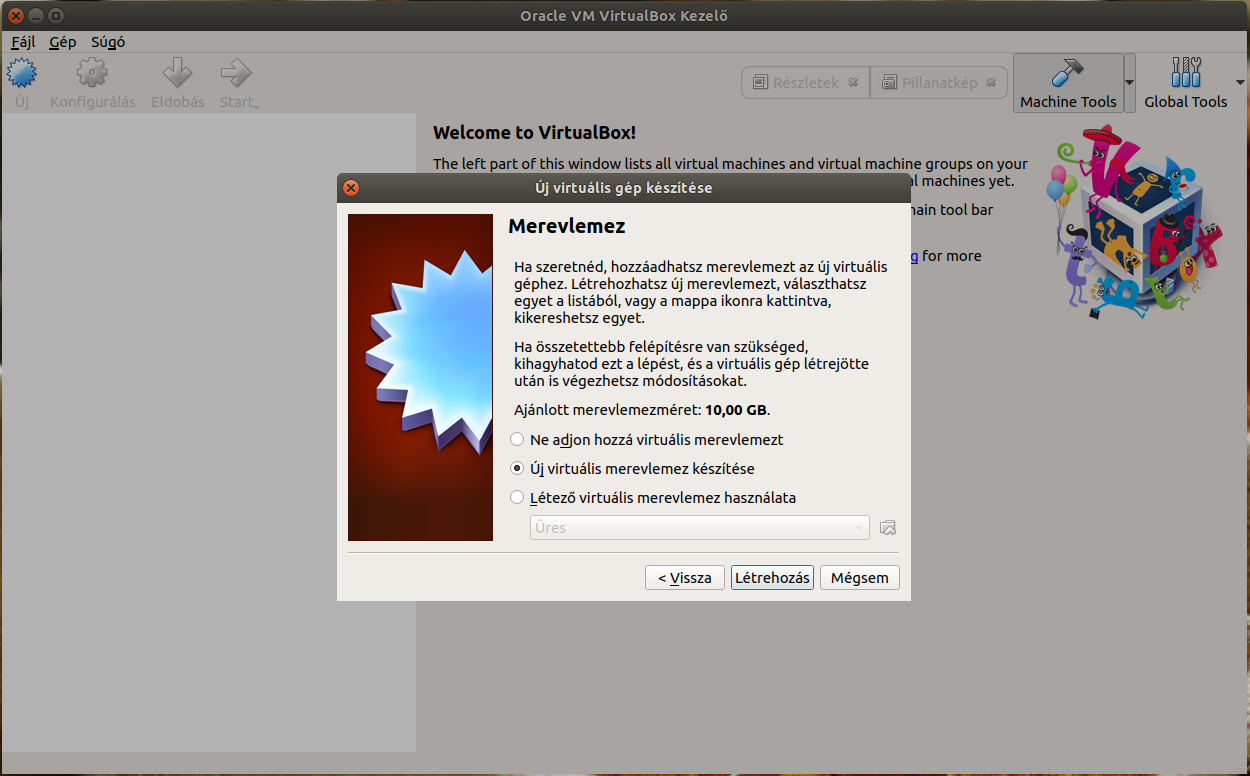 Oracle VM VirtualBox Kezelő
Fájl Gép Súgó
Új Konfigurálás Eldobás Start
Részletek Pillanatkép Machine Tools Global Tools
Welcome to VirtualBox!
The left part of this window lists all virtual machines and virtual machine groups on your
l machines yet.
main tool bar
g for more
Új virtuális gép készítése
Merevlemez
Ha szeretnéd, hozzáadhatsz merevlemezt az új virtuális
géphez. Létrehozhatsz új merevlemezt, választhatsz
egyet a listából, vagy a mappa ikonra kattintva,
kikereshetsz egyet.
Ha összetettebb felépítésre van szükséged,
kihagyhatod ezt a lépést, és a virtuális gép létrejötte
után is végezhetsz módosításokat.
Ajánlott merevlemezméret: 10,00 GB.
Ne adjon hozzá virtuális merevlemezt
Új virtuális merevlemez készítése
Létező virtuális merevlemez használata
Üres
< Vissza Létrehozás Mégsem